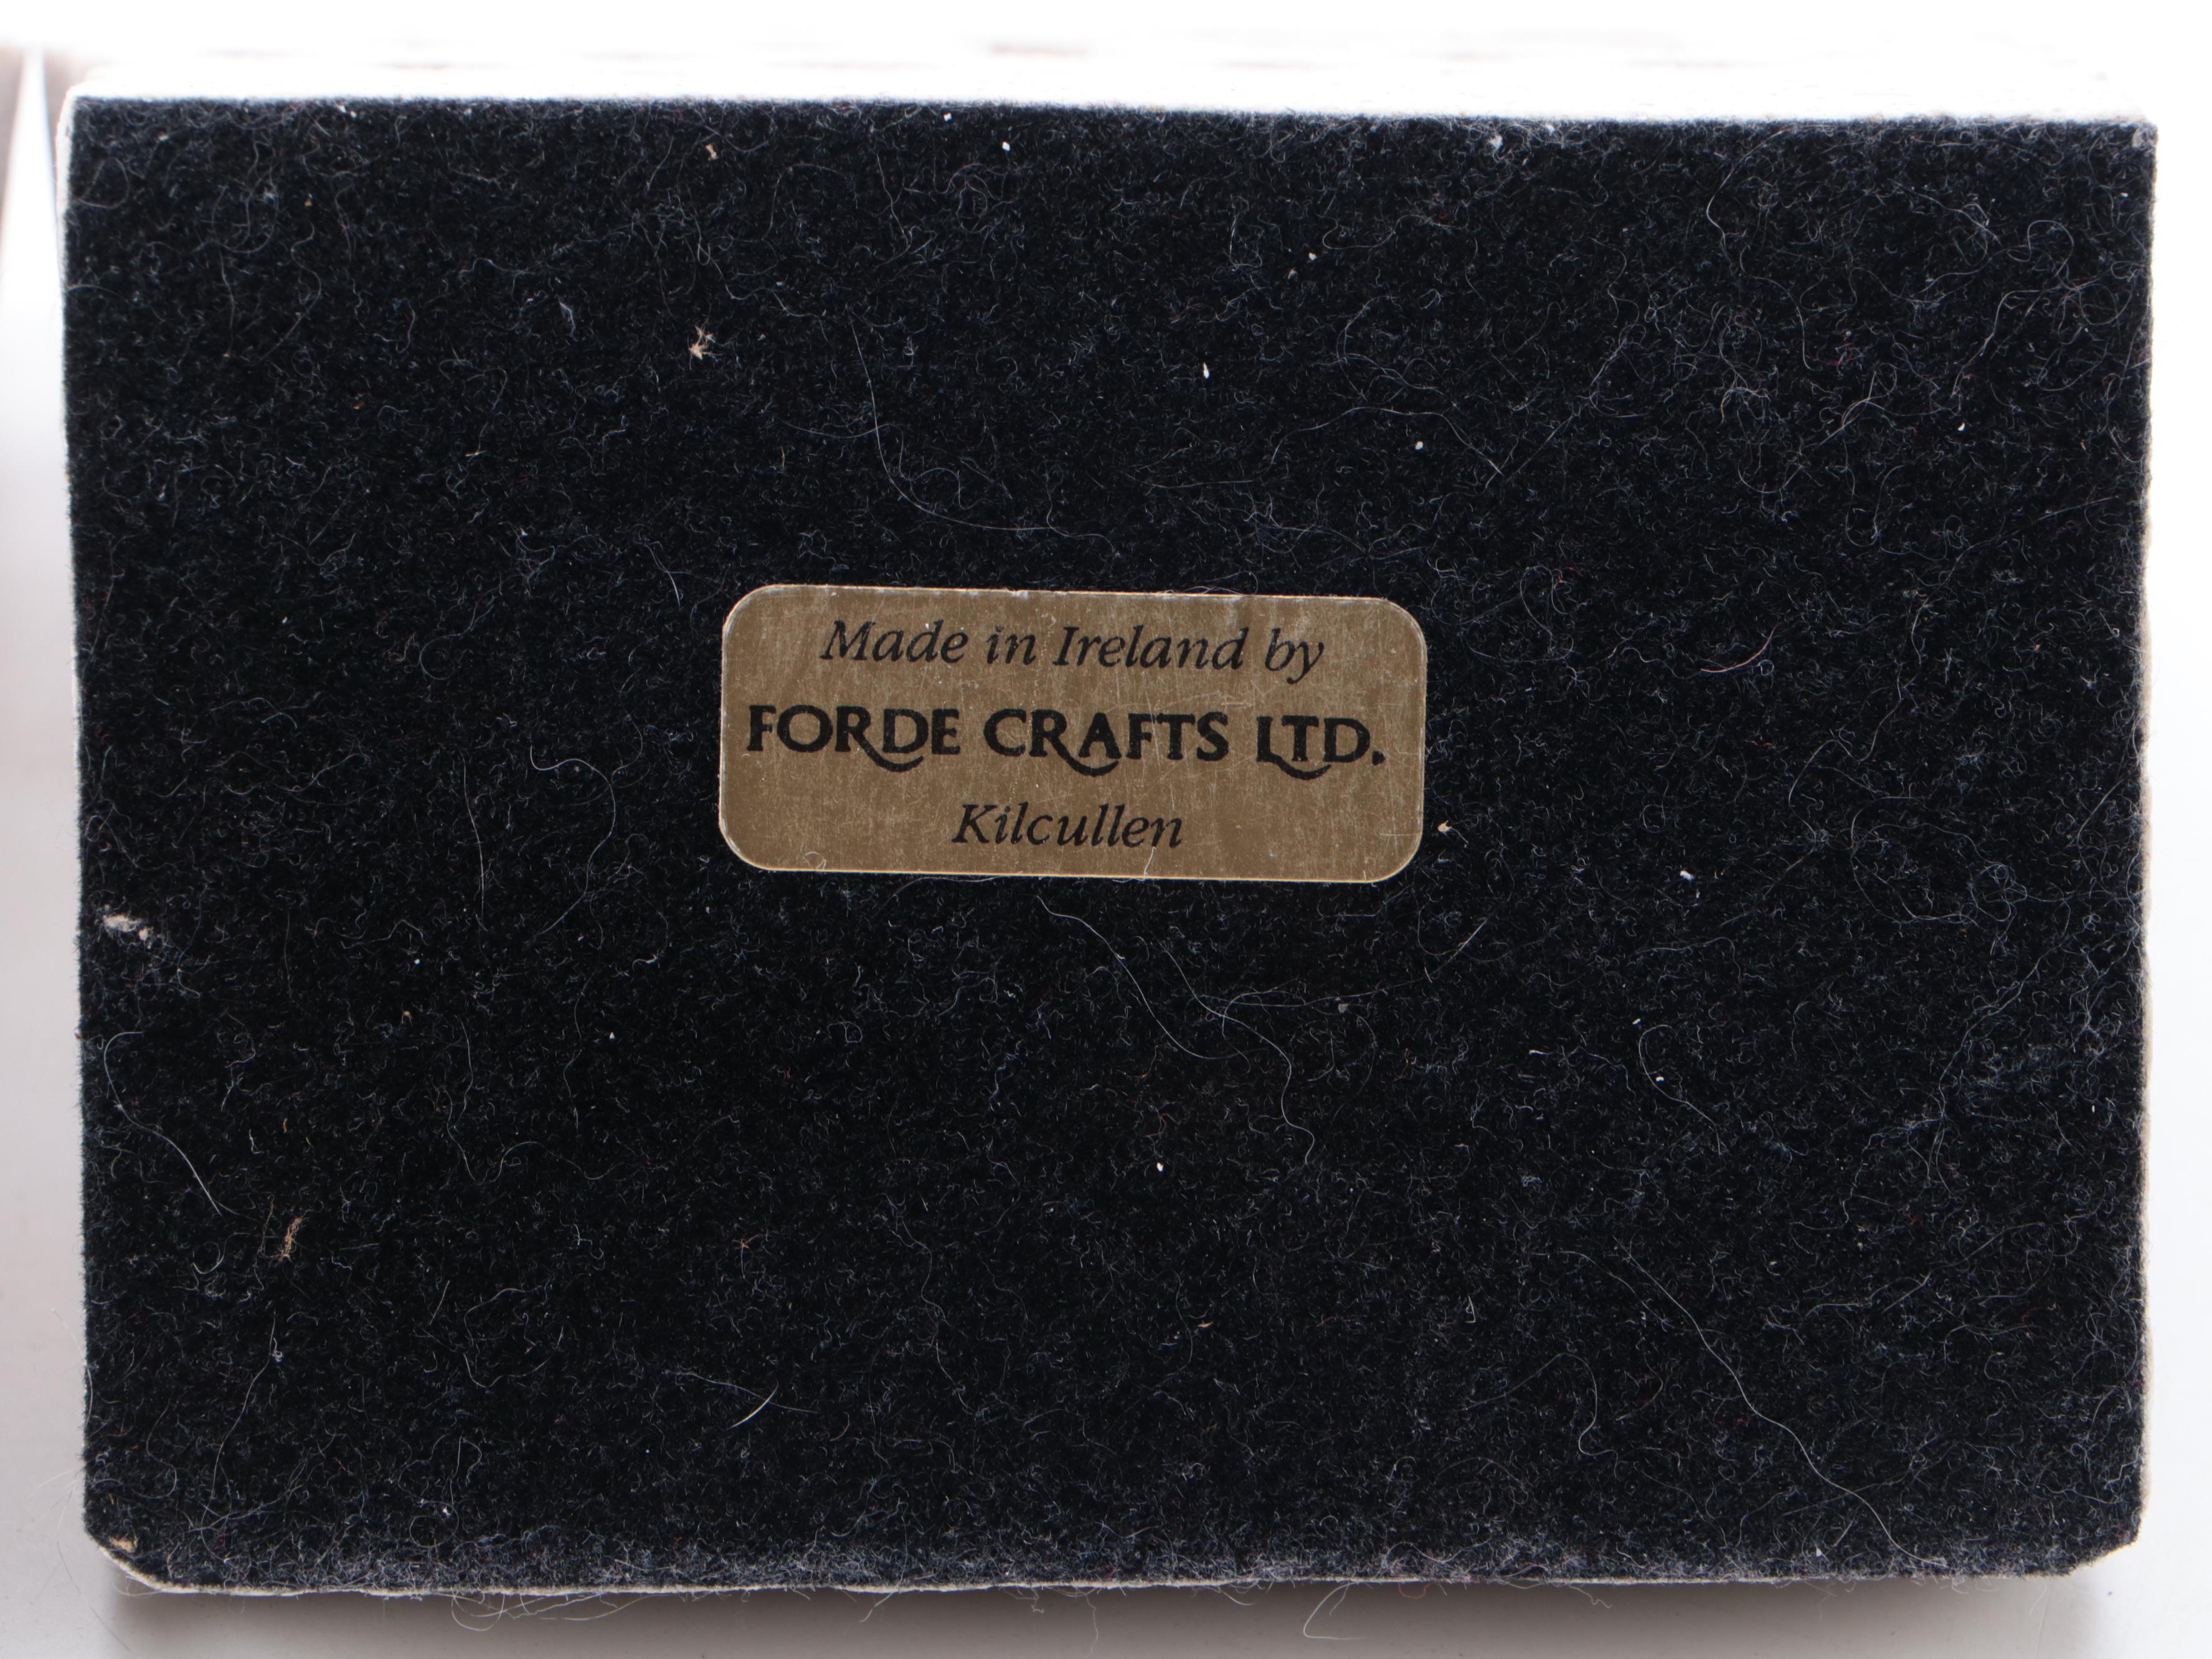 Made in Ireland by
FORDE CRAFTS LTD.
Kilcullen